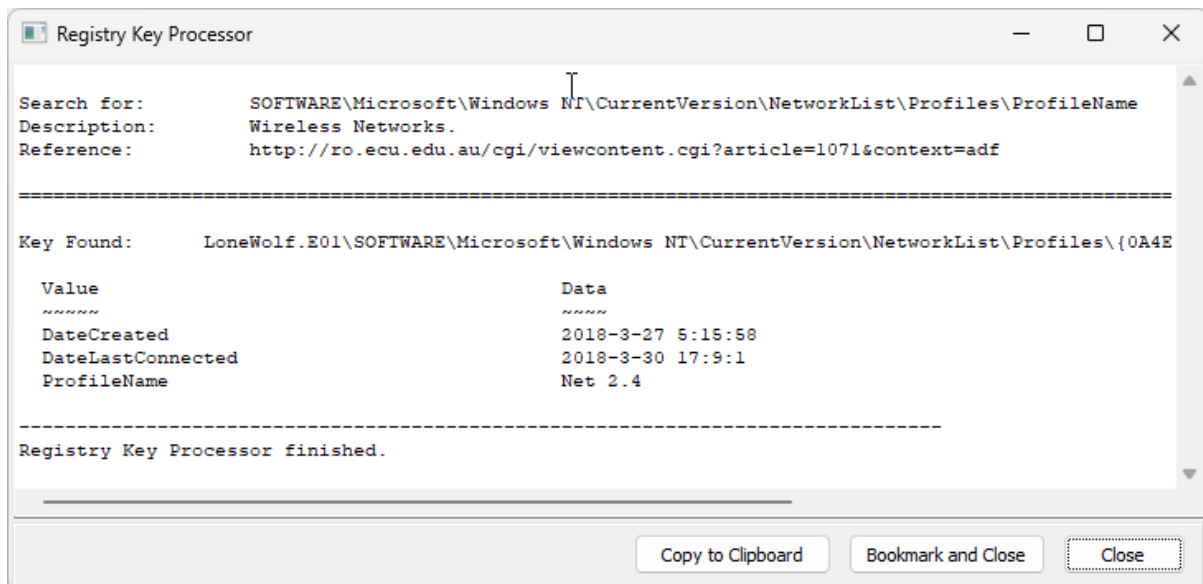 Registry Key Processor
Search for: SOFTWARE\Microsoft\Windows NT\CurrentVersion\NetworkList\Profiles\ProfileName
Description: Wireless Networks.
Reference: http://ro.ecu.edu.au/cgi/viewcontent.cgi?article=1071&context=adf
====================================================================================================
Key Found: LoneWolf.E01\SOFTWARE\Microsoft\Windows NT\CurrentVersion\NetworkList\Profiles\{0A4E
Value Data
~~~~~ ~~~~
DateCreated 2018-3-27 5:15:58
DateLastConnected 2018-3-30 17:9:1
ProfileName Net 2.4
--------------------------------------------------------------------------------
Registry Key Processor finished.
Copy to Clipboard Bookmark and Close Close